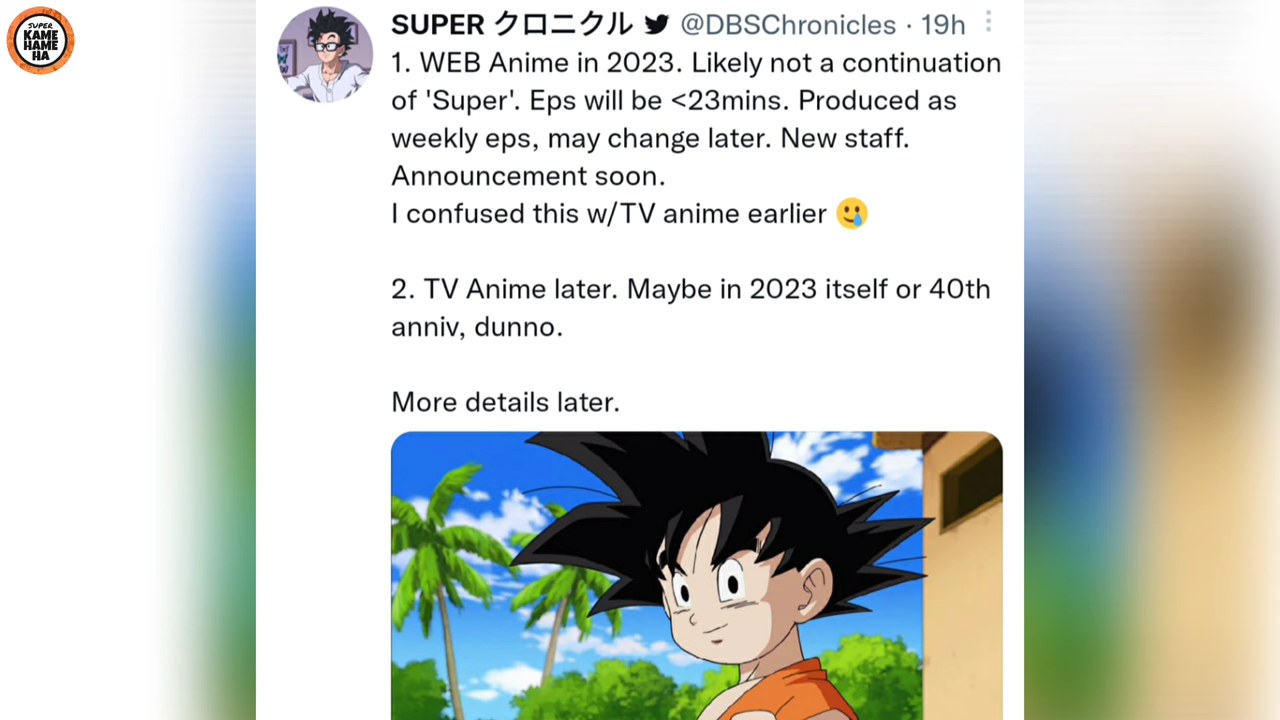 SUPER
KAME
HAME
HA
SUPER クロニクル @DBSChronicles · 19h
1. WEB Anime in 2023. Likely not a continuation
of 'Super'. Eps will be <23mins. Produced as
weekly eps, may change later. New staff.
Announcement soon.
I confused this w/TV anime earlier 🥲
2. TV Anime later. Maybe in 2023 itself or 40th
anniv, dunno.
More details later.